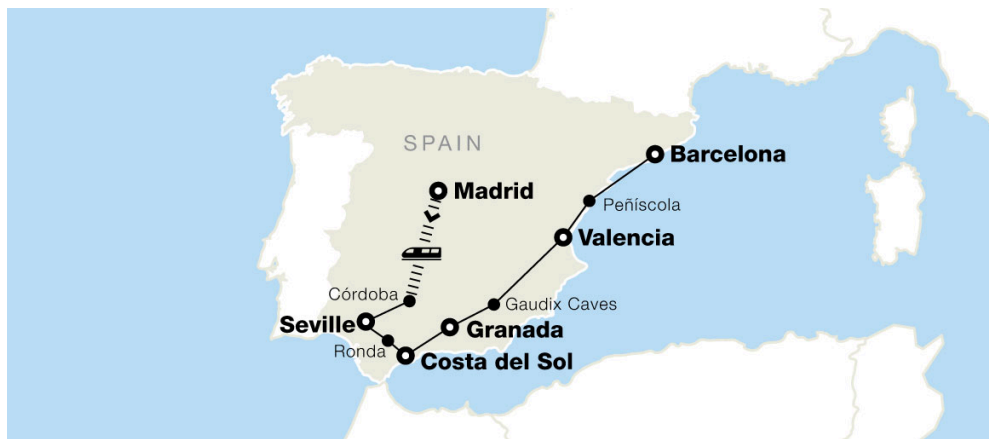 SPAIN
Barcelona
Madrid
Peñíscola
Valencia
Córdoba
Gaudix Caves
Seville
Granada
Ronda
Costa del Sol